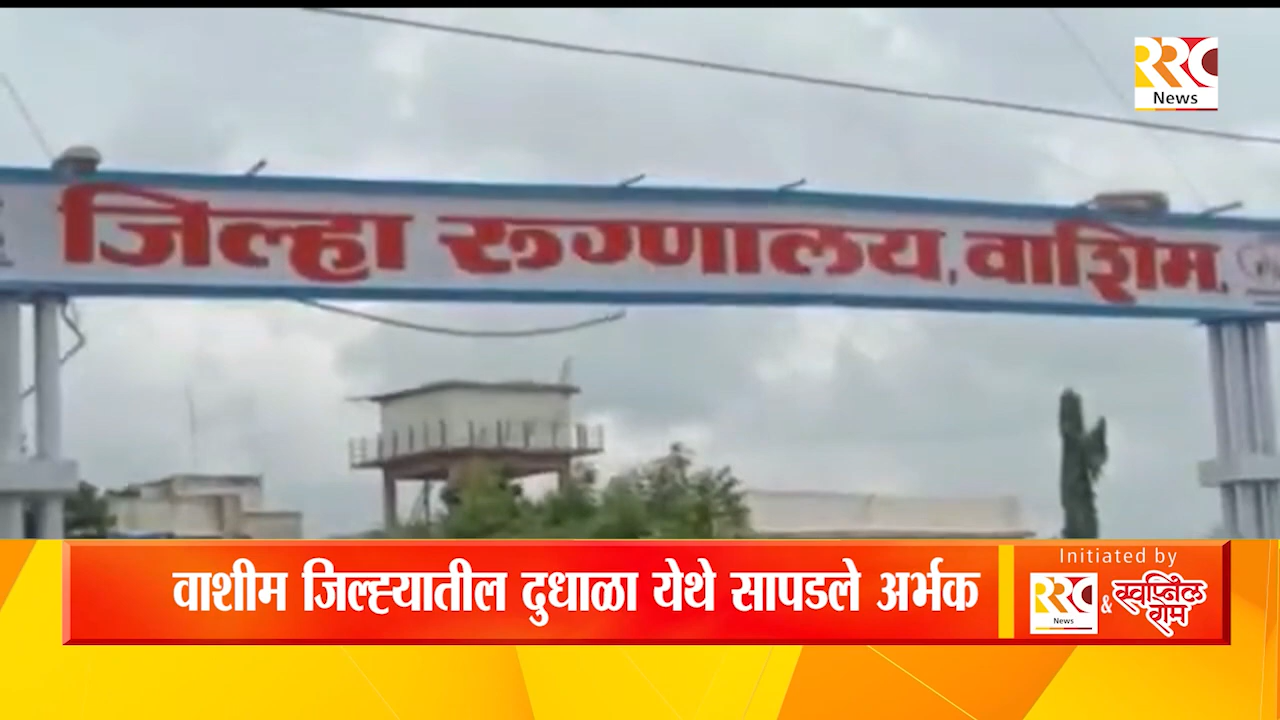 RRC
News
जिल्हा रुग्णालय, वाशिम.
वाशीम जिल्ह्यातील दुधाळा येथे सापडले अर्भक
Initiated by
RRC
News
&
स्वप्निल
राम